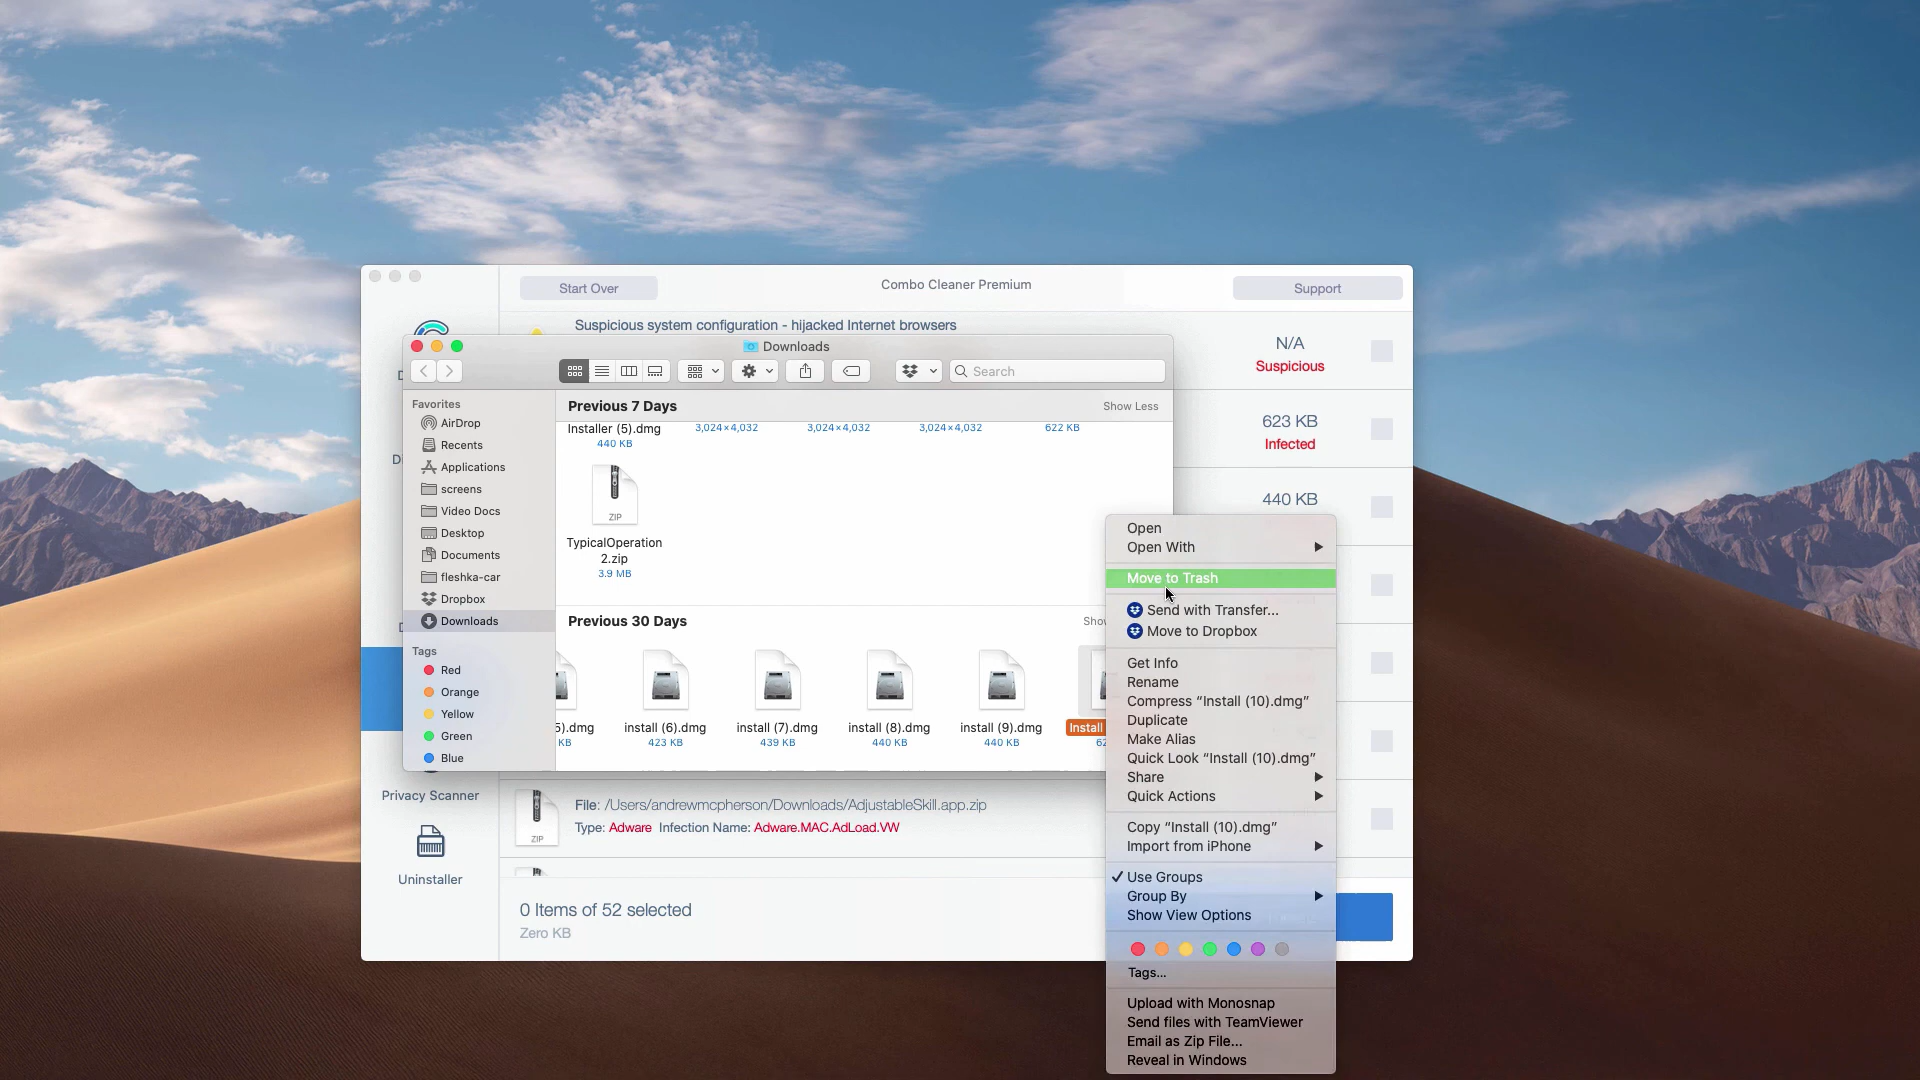 Start Over
Combo Cleaner Premium
Support
Suspicious system configuration - hijacked Internet browsers
N/A
Suspicious
623 KB
Infected
440 KB
Downloads
Search
Favorites
AirDrop
Recents
Applications
screens
Video Docs
Desktop
Documents
fleshka-car
Dropbox
Downloads
Tags
Red
Orange
Yellow
Green
Blue
Previous 7 Days
Show Less
Installer (5).dmg
440 KB
3,024×4,032
3,024×4,032
3,024×4,032
622 KB
ZIP
TypicalOperation
2.zip
3.9 MB
Previous 30 Days
5).dmg
KB
install (6).dmg
423 KB
install (7).dmg
439 KB
install (8).dmg
440 KB
install (9).dmg
440 KB
Install
Open
Open With
Move to Trash
Send with Transfer...
Move to Dropbox
Get Info
Rename
Compress “Install (10).dmg”
Duplicate
Make Alias
Quick Look “Install (10).dmg”
Share
Quick Actions
Copy “Install (10).dmg”
Import from iPhone
Use Groups
Group By
Show View Options
Tags...
Upload with Monosnap
Send files with TeamViewer
Email as Zip File...
Reveal in Windows
Privacy Scanner
Uninstaller
ZIP
File: /Users/andrewmcpherson/Downloads/AdjustableSkill.app.zip
Type: Adware Infection Name: Adware.MAC.AdLoad.VW
0 Items of 52 selected
Zero KB